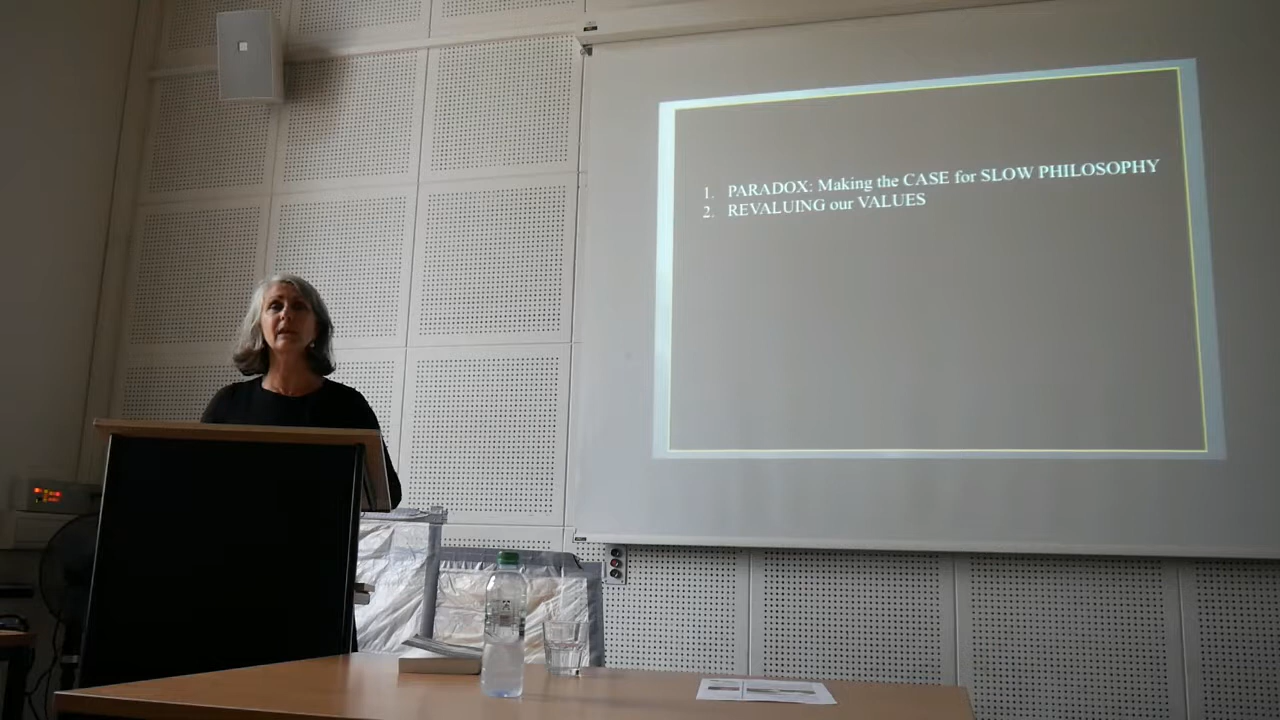 1. PARADOX: Making the CASE for SLOW PHILOSOPHY
2. REVALUING our VALUES